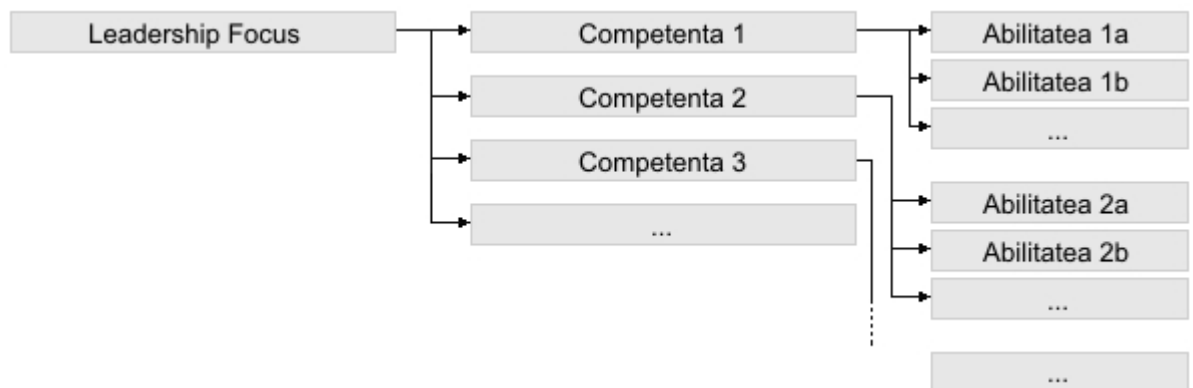 Leadership Focus
Competenta 1
Competenta 2
Competenta 3
...
Abilitatea 1a
Abilitatea 1b
...
Abilitatea 2a
Abilitatea 2b
...
...